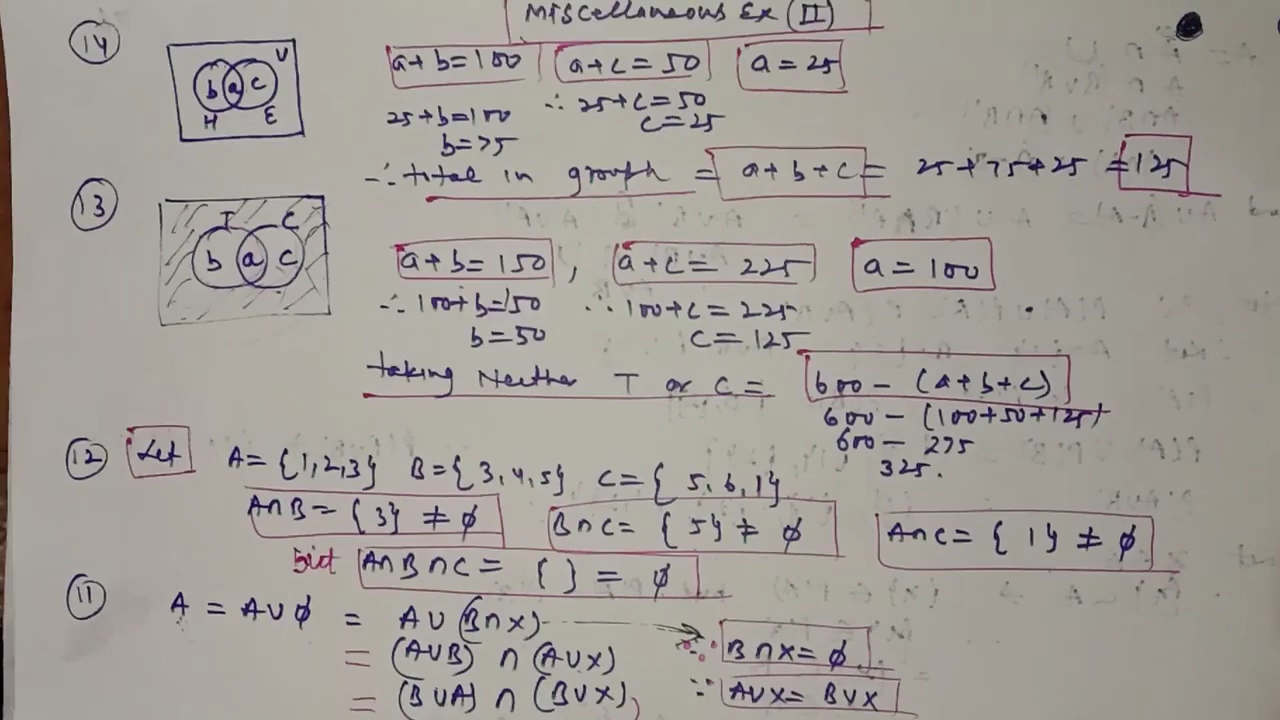 Miscellaneous Ex (II)
14 U b a c H E a+b=100 a+c=50 a=25
25+b=100 ∴ 25+c=50
b=75 c=25
∴ total in group = a+b+c = 25+75+25 = 125
13 T C b a c a+b=150, a+c=225 a=100
∴ 100+b=150 ∴ 100+c=225
b=50 c=125
taking Neither T or C = 600-(a+b+c)
600-(100+50+125)
600-275
325.
12 Let A={1,2,3} B={3,4,5} C={5,6,1}
A∩B={3}≠ϕ B∩C={5}≠ϕ A∩C={1}≠ϕ
but A∩B∩C={ }=ϕ
11 A=A∪ϕ = A∪(B∩X) ∵ B∩X=ϕ
=(A∪B)∩(A∪X)
=(B∪A)∩(B∪X) ∵ A∪X=B∪X